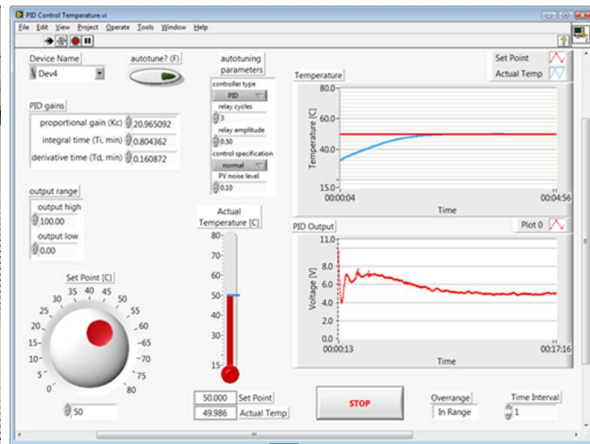 PID Control Temperature.vi
File Edit View Project Operate Tools Window Help
Device Name
Dev4
autotune? (F)
PID gains
proportional gain (Kc) 20.965092
integral time (Ti, min) 0.804362
derivative time (Td, min) 0.160872
output range
output high
100.00
output low
0.00
Set Point [C]
0 5 10 15 20 25 30 35 40 45 50 55 60 65 70 75 80
50
autotuning
parameters
controller type
PID
relay cycles
3
relay amplitude
0.50
control specification
normal
PV noise level
0.10
Actual
Temperature [C]
80
70
60
50
40
30
15
50.000 Set Point
49.986 Actual Temp
Set Point
Actual Temp
Temperature
Temperature [C]
80.0
60.0
40.0
15.0
00:00:04 00:04:56
Time
PID Output
Plot 0
Voltage [V]
11.0
8.0
6.0
4.0
2.0
0.0
00:00:13 00:17:16
Time
STOP
Overrange
In Range
Time Interval
1